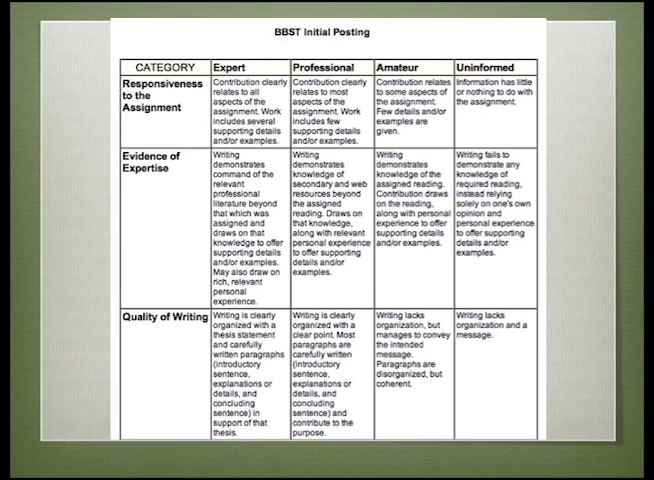 BBST Initial Posting
CATEGORY
Expert
Professional
Amateur
Uninformed
Responsiveness
to the
Assignment
Contribution clearly
relates to all
aspects of the
assignment. Work
includes several
supporting details
and/or examples.
Contribution clearly
relates to most
aspects of the
assignment. Work
includes few
supporting details
and/or examples.
Contribution relates
to some aspects of
the assignment.
Few details and/or
examples are
given.
Information has little
or nothing to do with
the assignment.
Evidence of
Expertise
Writing
demonstrates
command of the
relevant
professional
literature beyond
that which was
assigned and
draws on that
knowledge to offer
supporting details
and/or examples.
May also draw on
rich, relevant
personal
experience.
Writing
demonstrates
knowledge of
secondary and web
resources beyond
the assigned
reading. Draws on
that knowledge,
along with relevant
personal experience
to offer supporting
details and/or
examples.
Writing
demonstrates
knowledge of the
assigned reading.
Contribution draws
on the reading,
along with personal
experience to offer
supporting details
and/or examples.
Writing fails to
demonstrate any
knowledge of
required reading,
instead relying
solely on one's own
opinion and
personal experience
to offer supporting
details and/or
examples.
Quality of Writing
Writing is clearly
organized with a
thesis statement
and carefully
written paragraphs
(introductory
sentence,
explanations or
details, and
concluding
sentence) in
support of that
thesis.
Writing is clearly
organized with a
clear point. Most
paragraphs are
carefully written
(introductory
sentence,
explanations or
details, and
concluding
sentence) and
contribute to the
purpose.
Writing lacks
organization, but
manages to convey
the intended
message.
Paragraphs are
disorganized, but
coherent.
Writing lacks
organization and a
message.